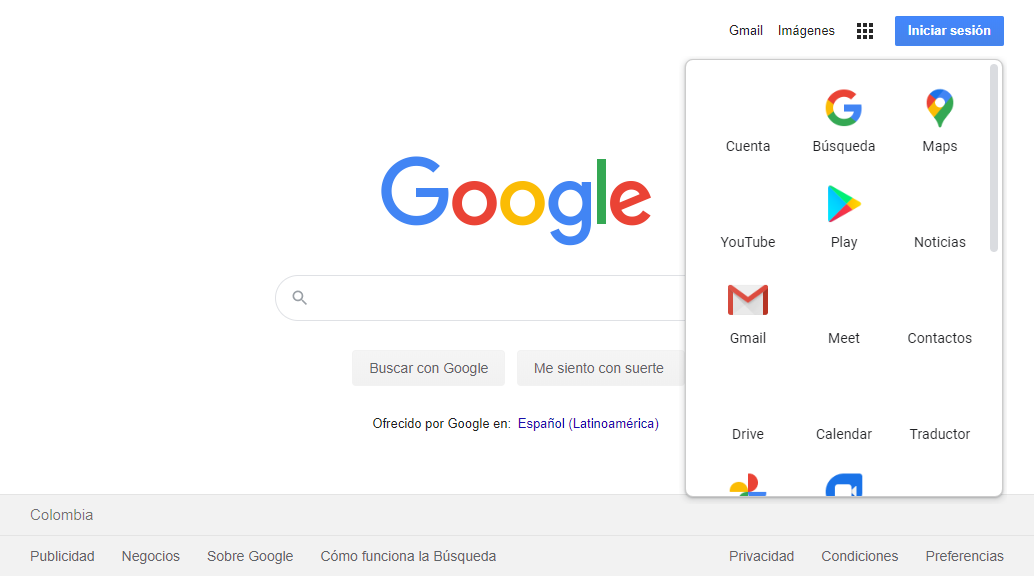 Gmail Imágenes Iniciar sesión
Cuenta Búsqueda Maps
Google
YouTube Play Noticias
Gmail Meet Contactos
Buscar con Google Me siento con suerte
Ofrecido por Google en: Español (Latinoamérica)
Drive Calendar Traductor
Colombia
Publicidad Negocios Sobre Google Cómo funciona la Búsqueda Privacidad Condiciones Preferencias